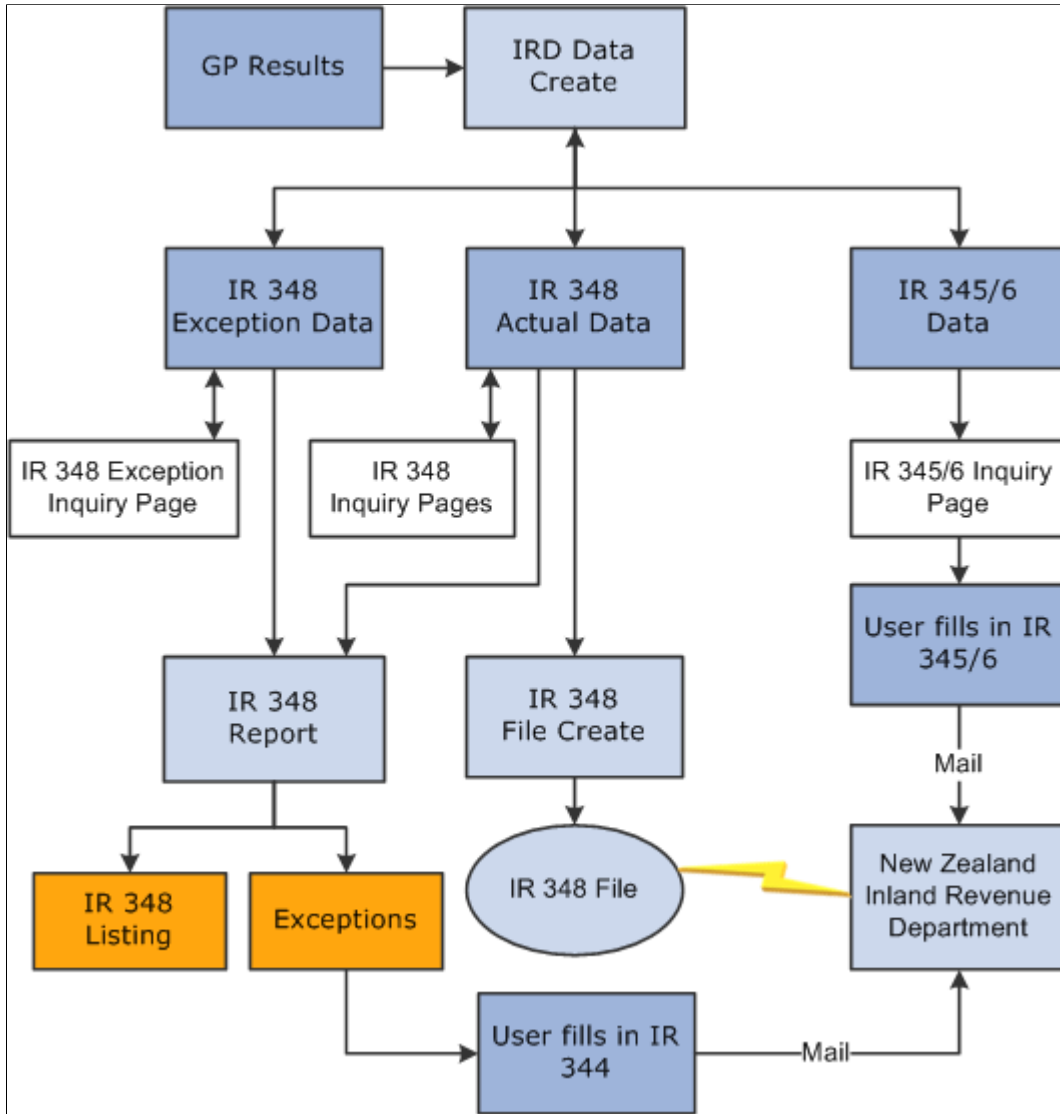 GP Results
IRD Data
Create
IR 348
Exception Data
IR 348
Actual Data
IR 345/6
Data
IR 348 Exception
Inquiry Page
IR 348
Inquiry Pages
IR 345/6 Inquiry
Page
User fills in IR
345/6
IR 348
Report
IR 348
File Create
Mail
IR 348
Listing
Exceptions
IR 348 File
New Zealand
Inland Revenue
Department
User fills in IR
344
Mail